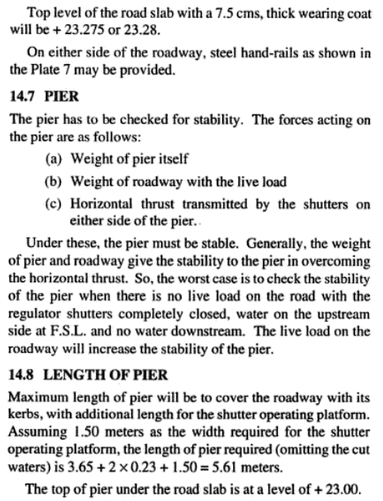 Top level of the road slab with a 7.5 cms, thick wearing coat
will be + 23.275 or 23.28.
On either side of the roadway, steel hand-rails as shown in
the Plate 7 may be provided.
14.7 PIER
The pier has to be checked for stability. The forces acting on
the pier are as follows:
(a) Weight of pier itself
(b) Weight of roadway with the live load
(c) Horizontal thrust transmitted by the shutters on
either side of the pier.
Under these, the pier must be stable. Generally, the weight
of pier and roadway give the stability to the pier in overcoming
the horizontal thrust. So, the worst case is to check the stability
of the pier when there is no live load on the road with the
regulator shutters completely closed, water on the upstream
side at F.S.L. and no water downstream. The live load on the
roadway will increase the stability of the pier.
14.8 LENGTH OF PIER
Maximum length of pier will be to cover the roadway with its
kerbs, with additional length for the shutter operating platform.
Assuming 1.50 meters as the width required for the shutter
operating platform, the length of pier required (omitting the cut
waters) is 3.65 + 2 × 0.23 + 1.50 = 5.61 meters.
The top of pier under the road slab is at a level of + 23.00.